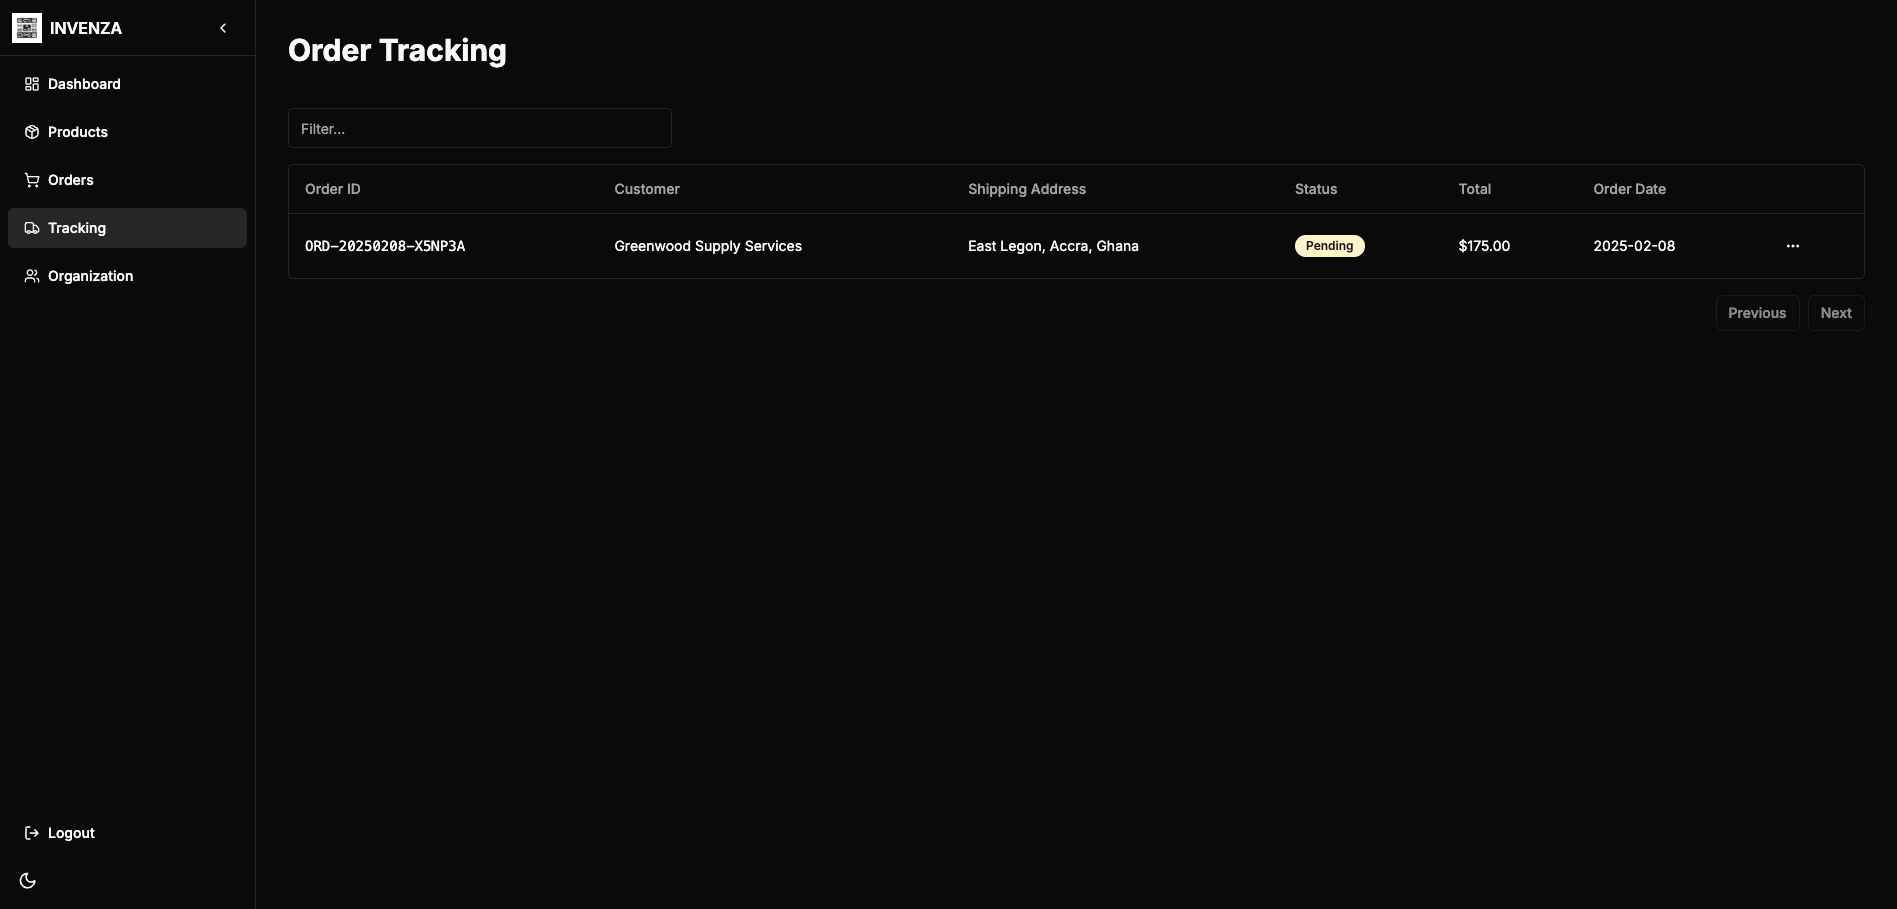 INVENZA
Dashboard
Products
Orders
Tracking
Organization
Logout
Order Tracking
Filter...
Order ID Customer Shipping Address Status Total Order Date
ORD-20250208-X5NP3A Greenwood Supply Services East Legon, Accra, Ghana Pending $175.00 2025-02-08 ...
Previous Next